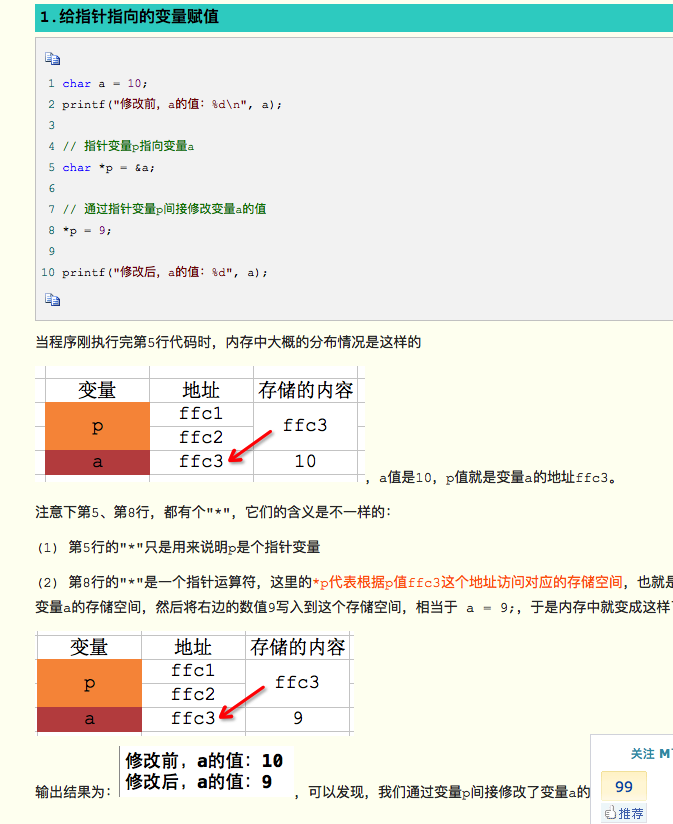 1.给指针指向的变量赋值
1 char a = 10;
2 printf("修改前，a的值：%d\n", a);
3
4 // 指针变量p指向变量a
5 char *p = &a;
6
7 // 通过指针变量p间接修改变量a的值
8 *p = 9;
9
10 printf("修改后，a的值：%d", a);
当程序刚执行完第5行代码时，内存中大概的分布情况是这样的
变量 地址 存储的内容
p ffc1 ffc3
ffc2
a ffc3 10
，a值是10，p值就是变量a的地址ffc3。
注意下第5、第8行，都有个"*"，它们的含义是不一样的：
(1) 第5行的"*"只是用来说明p是个指针变量
(2) 第8行的"*"是一个指针运算符，这里的*p代表根据p值ffc3这个地址访问对应的存储空间，也就是
变量a的存储空间，然后将右边的数值9写入到这个存储空间，相当于 a = 9;，于是内存中就变成这样
变量 地址 存储的内容
p ffc1 ffc3
ffc2
a ffc3 9
修改前，a的值：10
修改后，a的值：9
输出结果为： ，可以发现，我们通过变量p间接修改了变量a的
关注 M
99
推荐